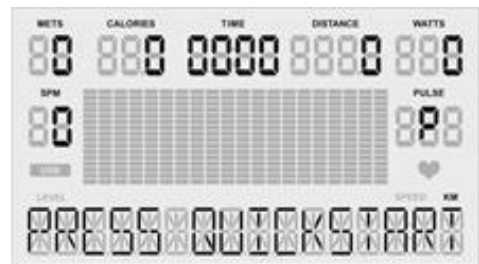 METS CALORIES TIME DISTANCE WATTS
0 0 0000 0 0
SPM PULSE
0 P
LEVEL SPEED KM
PRESS QUICKSTART